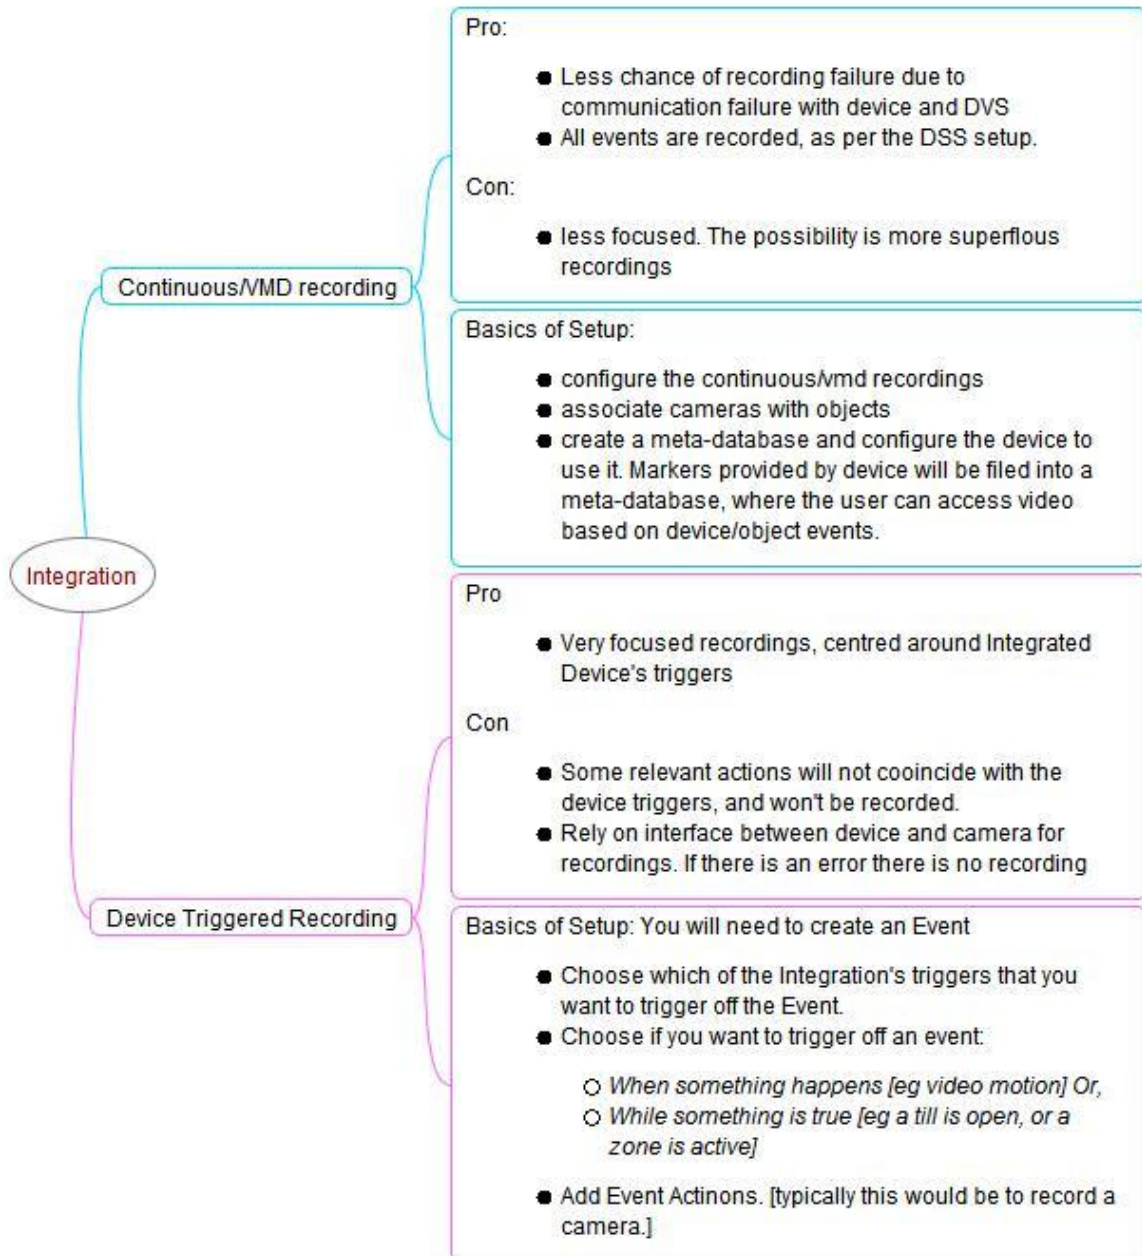 Pro:
● Less chance of recording failure due to
communication failure with device and DVS
● All events are recorded, as per the DSS setup.
Con:
● less focused. The possibility is more superflous
recordings
Continuous/VMD recording
Basics of Setup:
● configure the continuous/vmd recordings
● associate cameras with objects
● create a meta-database and configure the device to
use it. Markers provided by device will be filed into a
meta-database, where the user can access video
based on device/object events.
Integration
Pro
● Very focused recordings, centred around Integrated
Device's triggers
Con
● Some relevant actions will not cooincide with the
device triggers, and won't be recorded.
● Rely on interface between device and camera for
recordings. If there is an error there is no recording
Device Triggered Recording
Basics of Setup: You will need to create an Event
● Choose which of the Integration's triggers that you
want to trigger off the Event.
● Choose if you want to trigger off an event:
○ When something happens [eg video motion] Or,
○ While something is true [eg a till is open, or a
zone is active]
● Add Event Actinons. [typically this would be to record a
camera.]